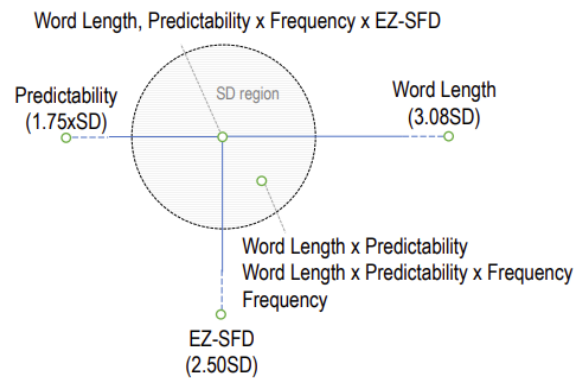 Word Length, Predictability x Frequency x EZ-SFD
SD region
Predictability
(1.75xSD)
Word Length
(3.08SD)
Word Length x Predictability
Word Length x Predictability x Frequency
Frequency
EZ-SFD
(2.50SD)